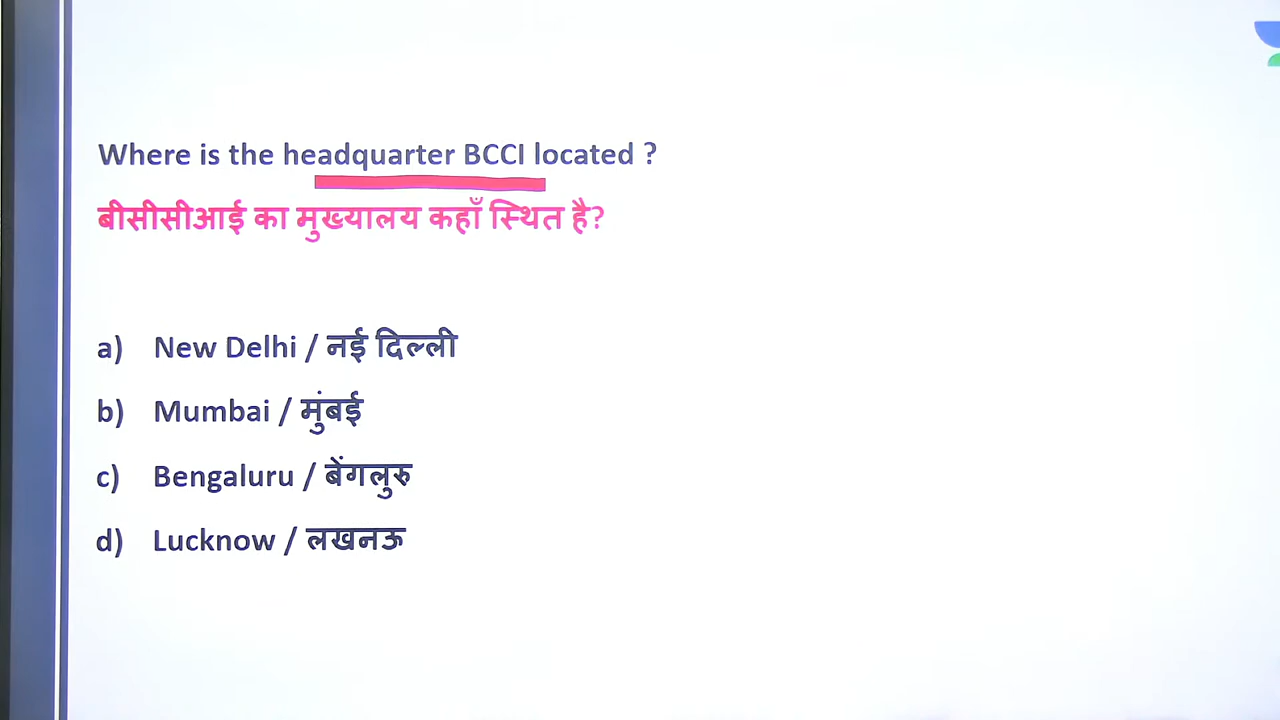 Where is the headquarter BCCI located ?
बीसीसीआई का मुख्यालय कहाँ स्थित है?
a) New Delhi / नई दिल्ली
b) Mumbai / मुंबई
c) Bengaluru / बेंगलुरु
d) Lucknow / लखनऊ